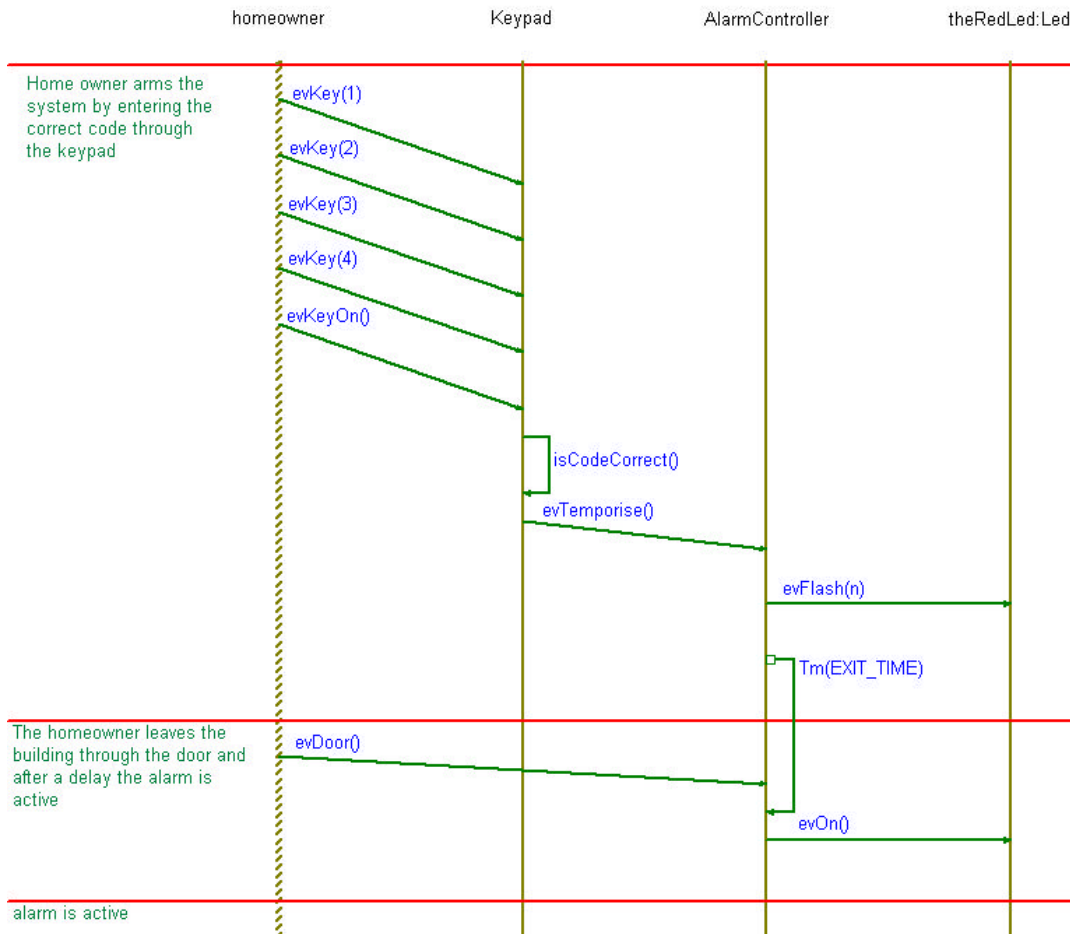 homeowner
Keypad
AlarmController
theRedLed:Led
Home owner arms the
system by entering the
correct code through
the keypad
evKey(1)
evKey(2)
evKey(3)
evKey(4)
evKeyOn()
isCodeCorrect()
evTemporise()
evFlash(n)
Tm(EXIT_TIME)
The homeowner leaves the
building through the door and
after a delay the alarm is
active
evDoor()
evOn()
alarm is active